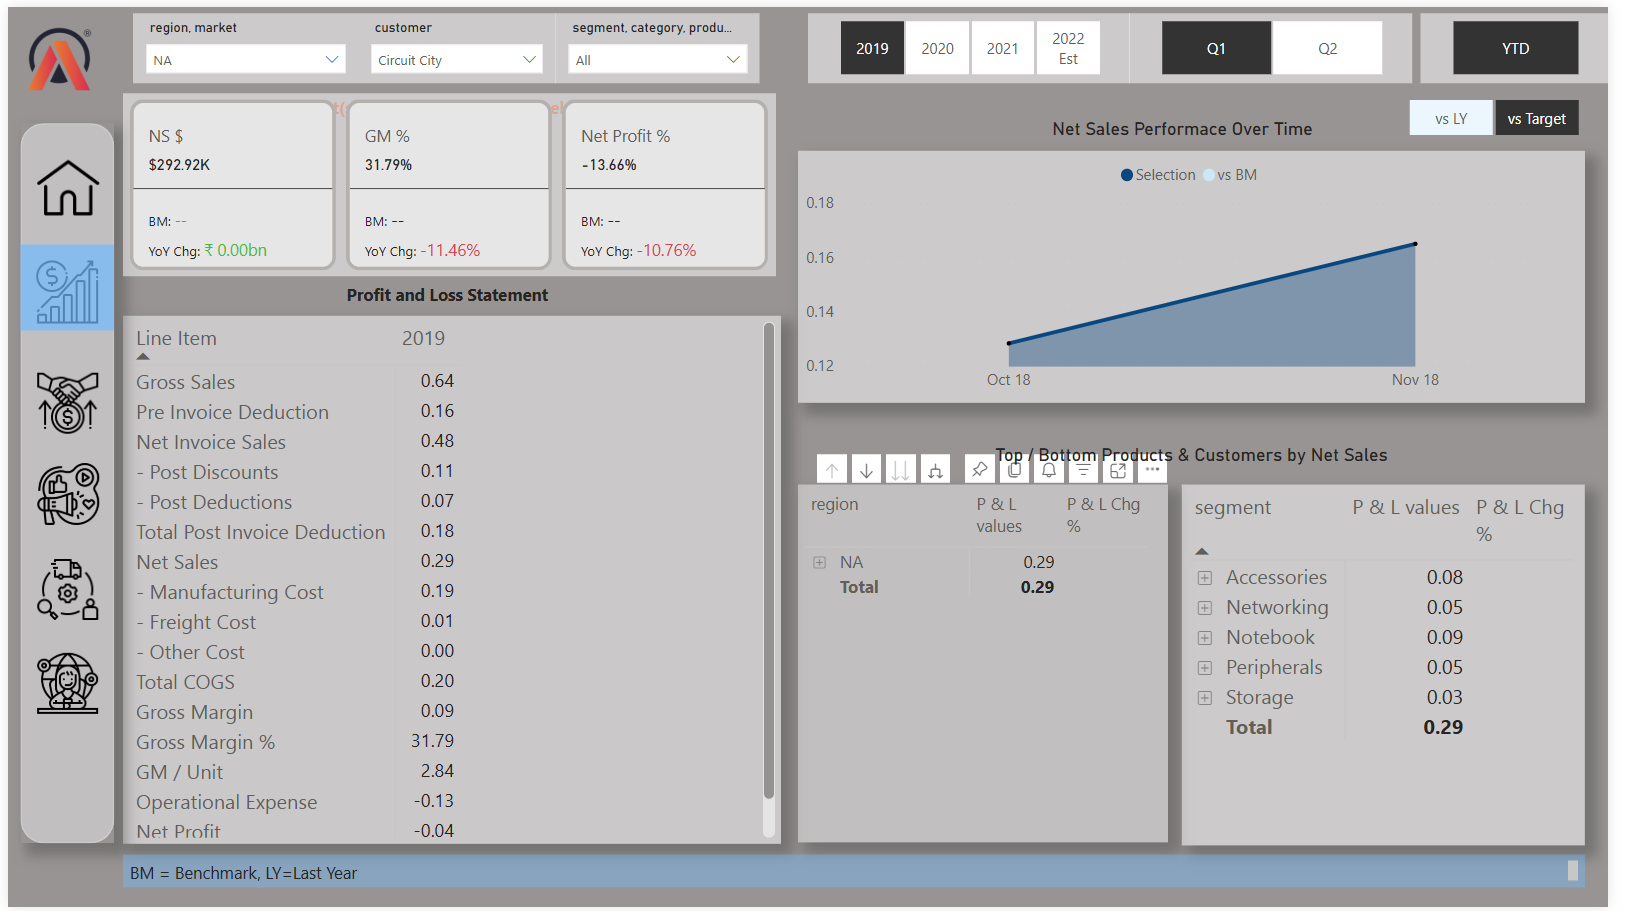 region, market
customer
segment, category, produ...
NA
Circuit City
All
2019
2020
2021
2022
Est
Q1
Q2
YTD
NS $
$292.92K
BM: --
YoY Chg: ₹ 0.00bn
GM %
31.79%
BM: --
YoY Chg: -11.46%
Net Profit %
-13.66%
BM: --
YoY Chg: -10.76%
Net Sales Performace Over Time
vs LY
vs Target
Selection
vs BM
0.18
0.16
0.14
0.12
Oct 18
Nov 18
Profit and Loss Statement
Line Item 2019
Gross Sales 0.64
Pre Invoice Deduction 0.16
Net Invoice Sales 0.48
- Post Discounts 0.11
- Post Deductions 0.07
Total Post Invoice Deduction 0.18
Net Sales 0.29
- Manufacturing Cost 0.19
- Freight Cost 0.01
- Other Cost 0.00
Total COGS 0.20
Gross Margin 0.09
Gross Margin % 31.79
GM / Unit 2.84
Operational Expense -0.13
Net Profit -0.04
Top / Bottom Products & Customers by Net Sales
region P & L values P & L Chg %
NA 0.29
Total 0.29
segment P & L values P & L Chg %
Accessories 0.08
Networking 0.05
Notebook 0.09
Peripherals 0.05
Storage 0.03
Total 0.29
BM = Benchmark, LY=Last Year